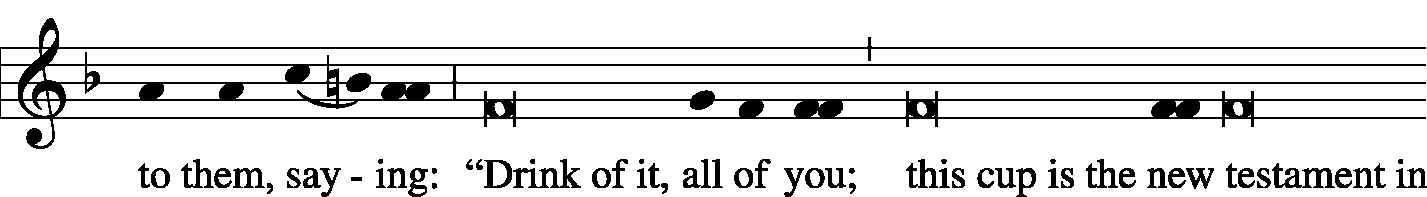 to them, say - ing: “Drink of it, all of you; this cup is the new testament in